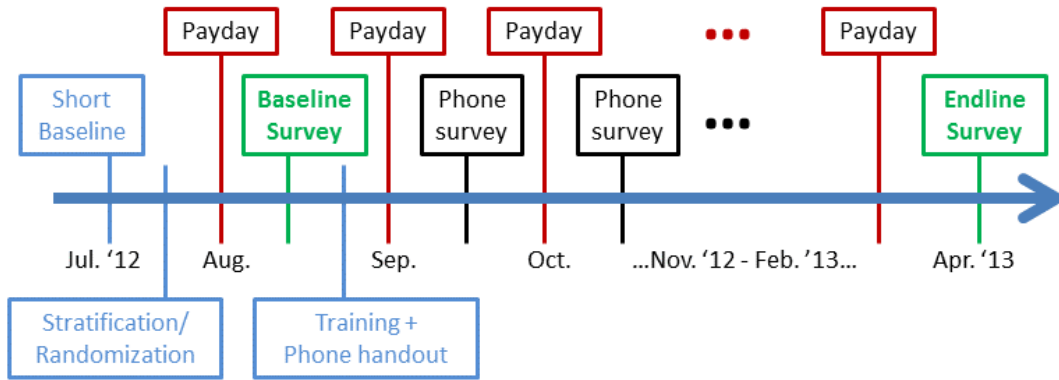 Payday
Payday
Payday
...
Payday
Short
Baseline
Baseline
Survey
Phone
survey
Phone
survey
...
Endline
Survey
Jul. ‘12
Aug.
Sep.
Oct.
...Nov. ‘12 - Feb. ’13...
Apr. ‘13
Stratification/
Randomization
Training +
Phone handout